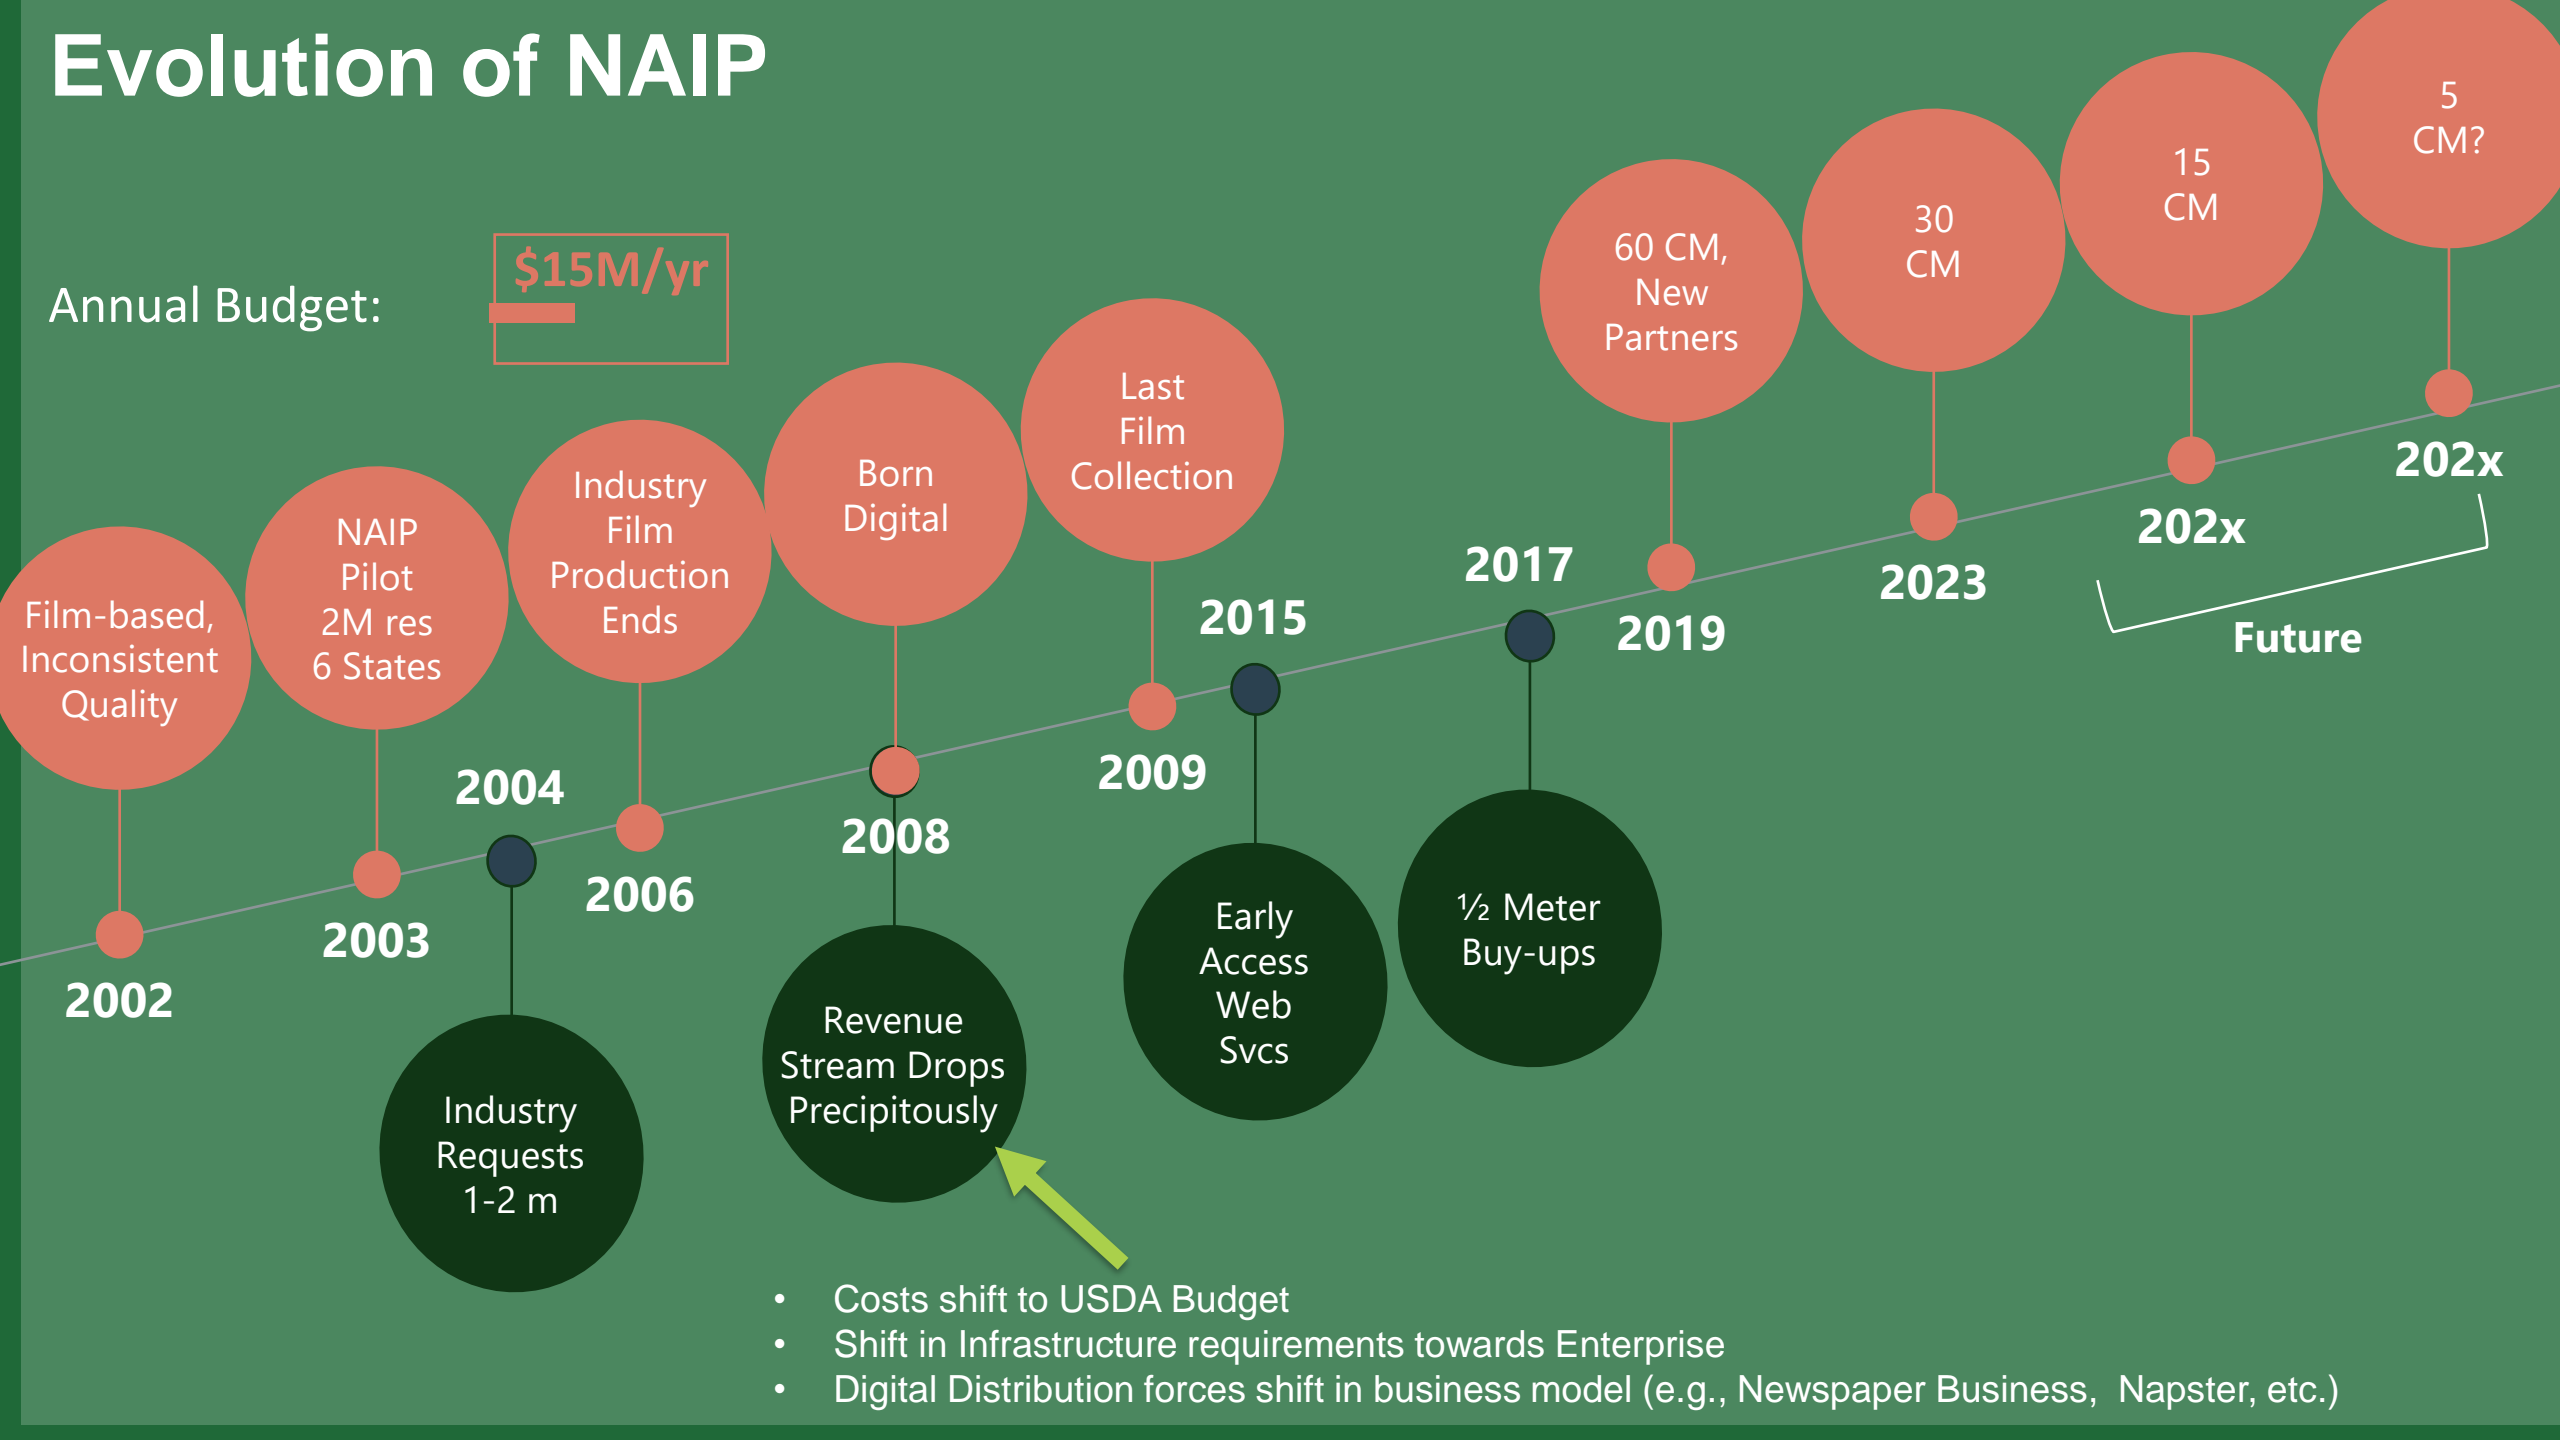 Evolution of NAIP
Annual Budget:
$15M/yr
Film-based,
Inconsistent
Quality
2002
NAIP
Pilot
2M res
6 States
2003
2004
Industry
Requests
1-2 m
Industry
Film
Production
Ends
2006
Born
Digital
2008
Revenue
Stream Drops
Precipitously
Last
Film
Collection
2009
2015
Early
Access
Web
Svcs
2017
½ Meter
Buy-ups
60 CM,
New
Partners
2019
30
CM
2023
15
CM
202x
5
CM?
202x
Future
• Costs shift to USDA Budget
• Shift in Infrastructure requirements towards Enterprise
• Digital Distribution forces shift in business model (e.g., Newspaper Business, Napster, etc.)